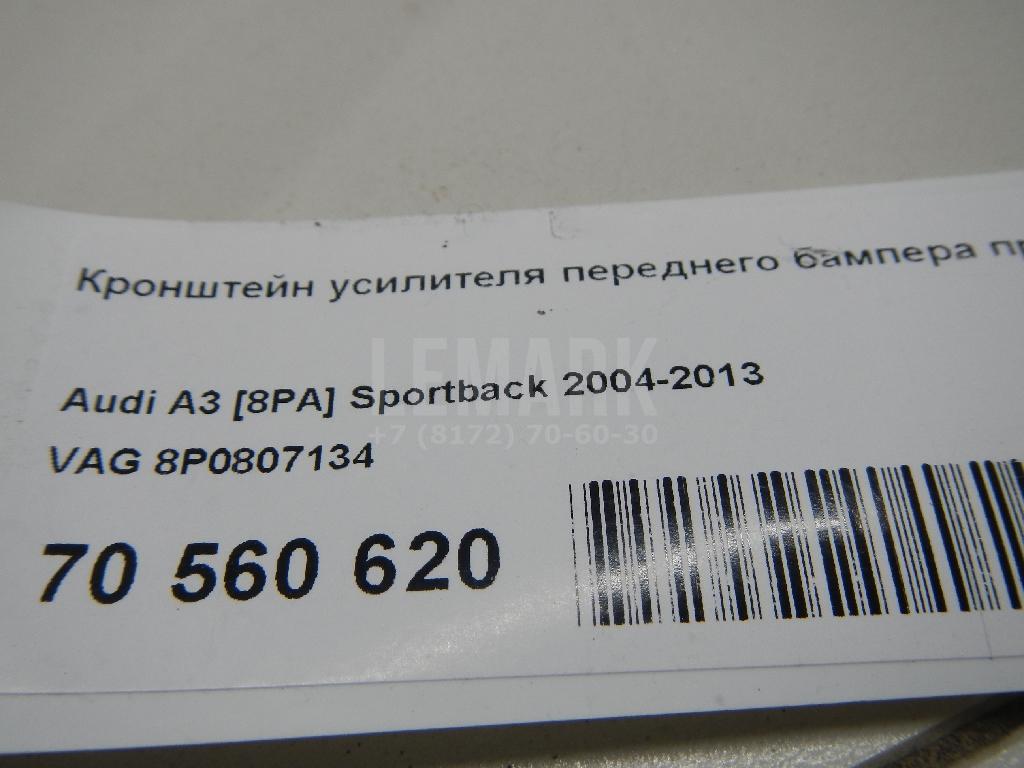 Кронштейн усилителя переднего бампера
LEMARK
Audi A3 [8PA] Sportback 2004-2013
+7 (8172) 70-60-30
VAG 8P0807134
70 560 620